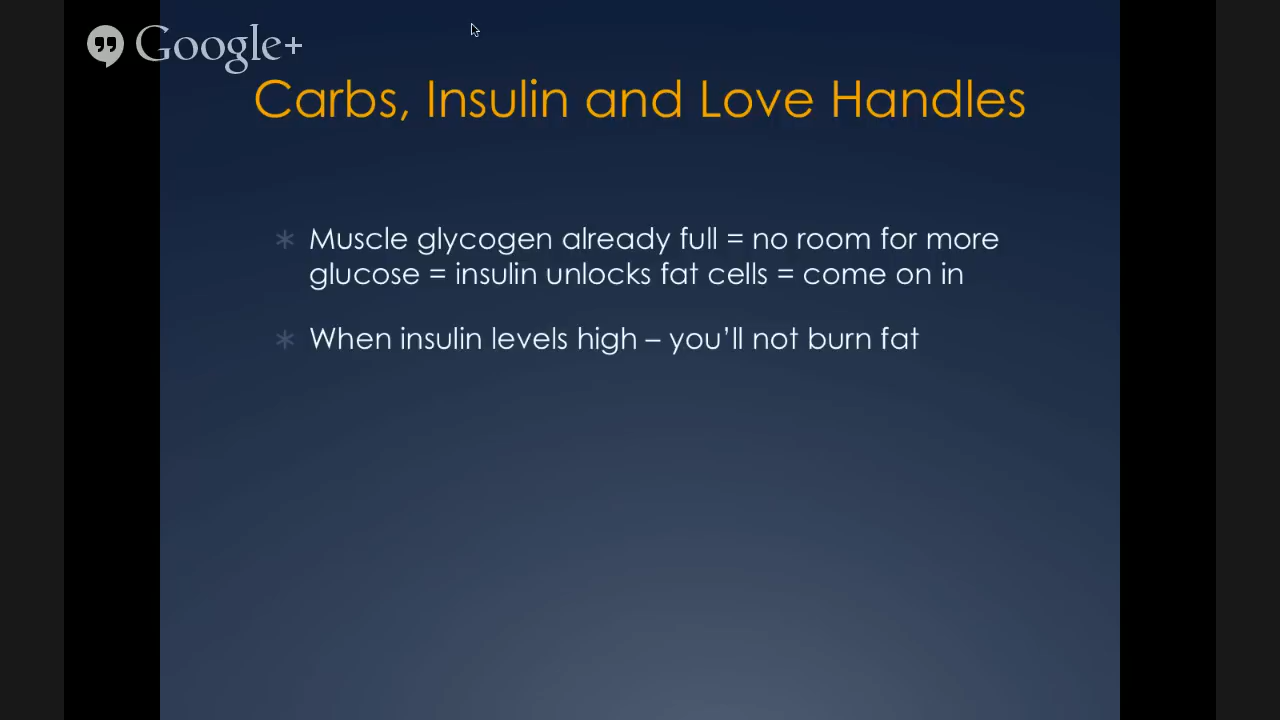 Google+
Carbs, Insulin and Love Handles
Muscle glycogen already full = no room for more
glucose = insulin unlocks fat cells = come on in
When insulin levels high – you’ll not burn fat